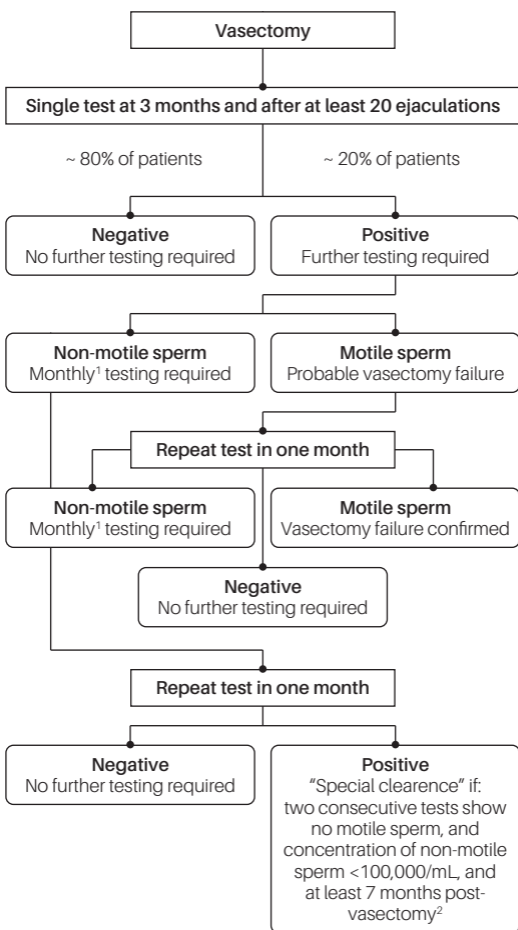 Vasectomy
Single test at 3 months and after at least 20 ejaculations
~ 80% of patients
~ 20% of patients
Negative
No further testing required
Positive
Further testing required
Non-motile sperm
Monthly¹ testing required
Motile sperm
Probable vasectomy failure
Repeat test in one month
Non-motile sperm
Monthly¹ testing required
Motile sperm
Vasectomy failure confirmed
Negative
No further testing required
Repeat test in one month
Negative
No further testing required
Positive
“Special clearence” if:
two consecutive tests show
no motile sperm, and
concentration of non-motile
sperm <100,000/mL, and
at least 7 months post-
vasectomy²